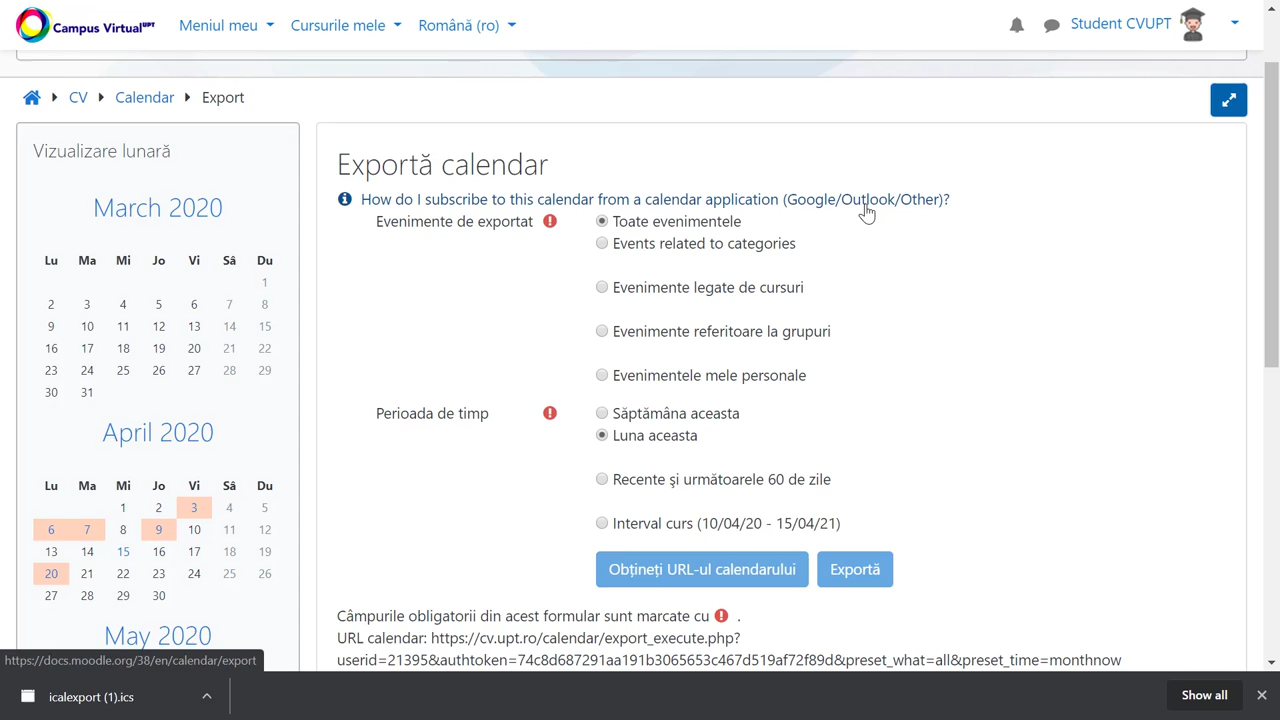 Campus Virtual UPT Meniul meu Cursurile mele Română (ro) Student CVUPT
CV Calendar Export
Vizualizare lunară
March 2020
Lu Ma Mi Jo Vi Sâ Du
1
2 3 4 5 6 7 8
9 10 11 12 13 14 15
16 17 18 19 20 21 22
23 24 25 26 27 28 29
30 31
April 2020
Lu Ma Mi Jo Vi Sâ Du
1 2 3 4 5
6 7 8 9 10 11 12
13 14 15 16 17 18 19
20 21 22 23 24 25 26
27 28 29 30
May 2020
Exportă calendar
How do I subscribe to this calendar from a calendar application (Google/Outlook/Other)?
Evenimente de exportat
Toate evenimentele
Events related to categories
Evenimente legate de cursuri
Evenimente referitoare la grupuri
Evenimentele mele personale
Perioada de timp
Săptămâna aceasta
Luna aceasta
Recente şi următoarele 60 de zile
Interval curs (10/04/20 - 15/04/21)
Obțineți URL-ul calendarului Exportă
Câmpurile obligatorii din acest formular sunt marcate cu .
URL calendar: https://cv.upt.ro/calendar/export_execute.php?
userid=21395&authtoken=74c8d687291aa191b3065653c467d519af72f89d&preset_what=all&preset_time=monthnow
https://docs.moodle.org/38/en/calendar/export
icalexport (1).ics Show all